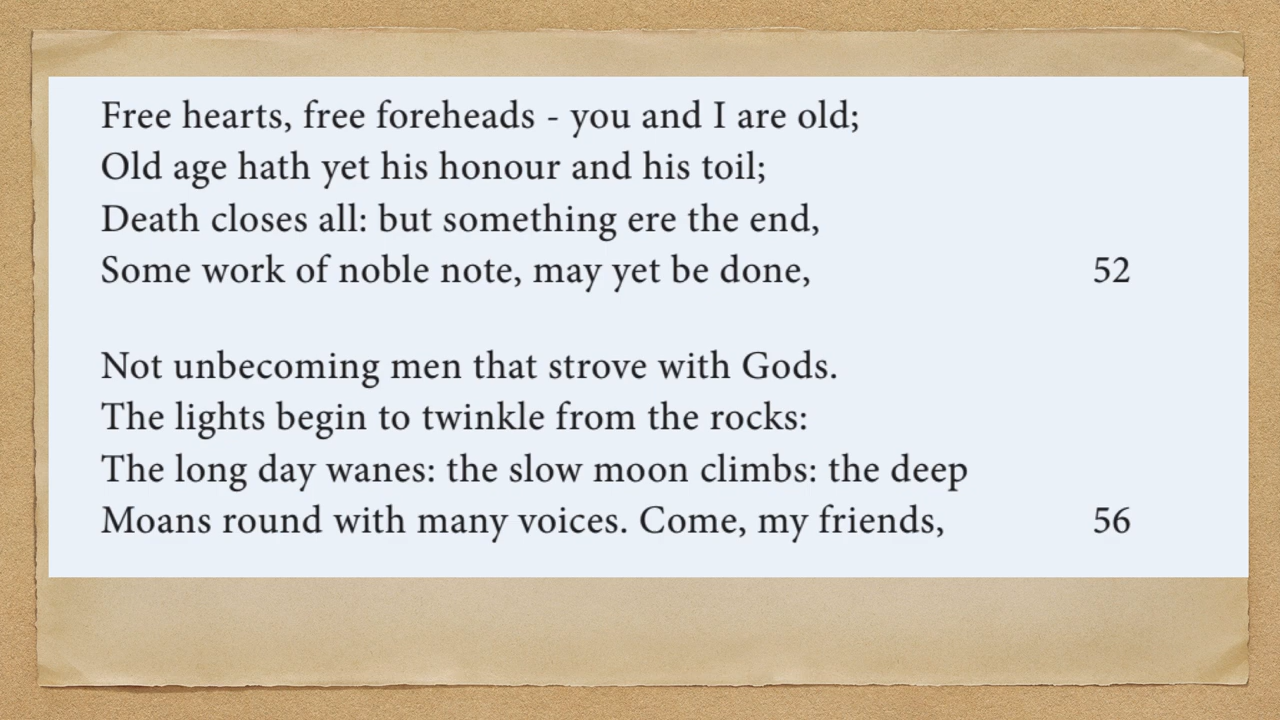 Free hearts, free foreheads - you and I are old;
Old age hath yet his honour and his toil;
Death closes all: but something ere the end,
Some work of noble note, may yet be done, 52
Not unbecoming men that strove with Gods.
The lights begin to twinkle from the rocks:
The long day wanes: the slow moon climbs: the deep
Moans round with many voices. Come, my friends, 56